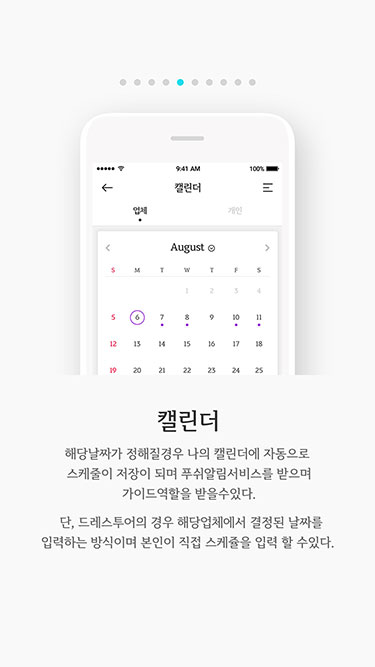 9:41 AM 100%
캘린더
업체 개인
August
S M T W T F S
1 2 3 4
5 6 7 8 9 10 11
12 13 14 15 16 17 18
19 20 21 22 23 24 25
캘린더
해당날짜가 정해질경우 나의 캘린더에 자동으로
스케줄이 저장이 되며 푸쉬알림서비스를 받으며
가이드역할을 받을수있다.
단, 드레스투어의 경우 해당업체에서 결정된 날짜를
입력하는 방식이며 본인이 직접 스케쥴을 입력 할 수있다.